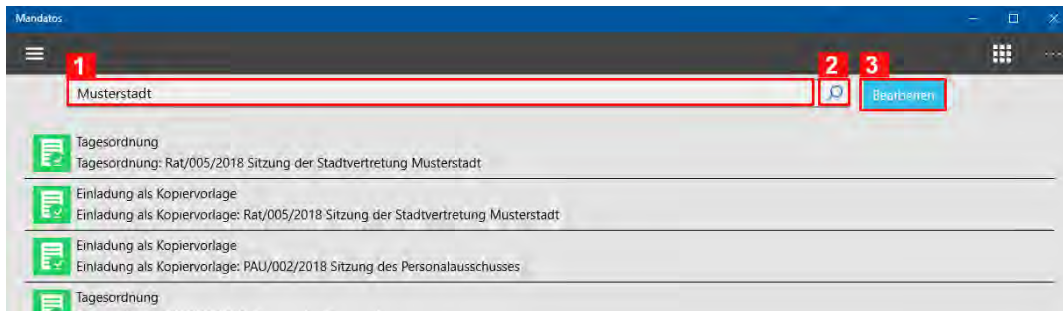 Mandatos
1
2
3
Musterstadt
Bearbeiten
Tagesordnung
Tagesordnung: Rat/005/2018 Sitzung der Stadtvertretung Musterstadt
Einladung als Kopiervorlage
Einladung als Kopiervorlage: Rat/005/2018 Sitzung der Stadtvertretung Musterstadt
Einladung als Kopiervorlage
Einladung als Kopiervorlage: PAU/002/2018 Sitzung des Personalausschusses
Tagesordnung